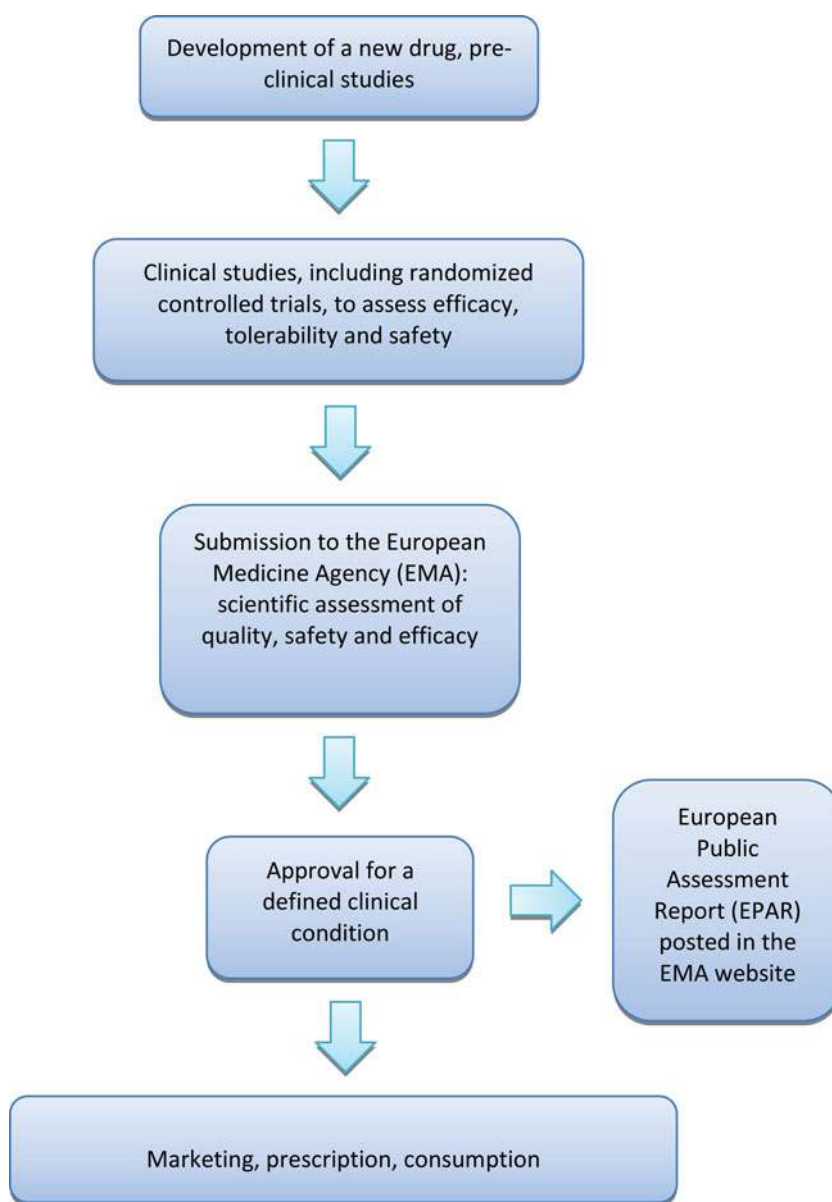 Development of a new drug, pre-
clinical studies
Clinical studies, including randomized
controlled trials, to assess efficacy,
tolerability and safety
Submission to the European
Medicine Agency (EMA):
scientific assessment of
quality, safety and efficacy
Approval for a
defined clinical
condition
European
Public
Assessment
Report (EPAR)
posted in the
EMA website
Marketing, prescription, consumption